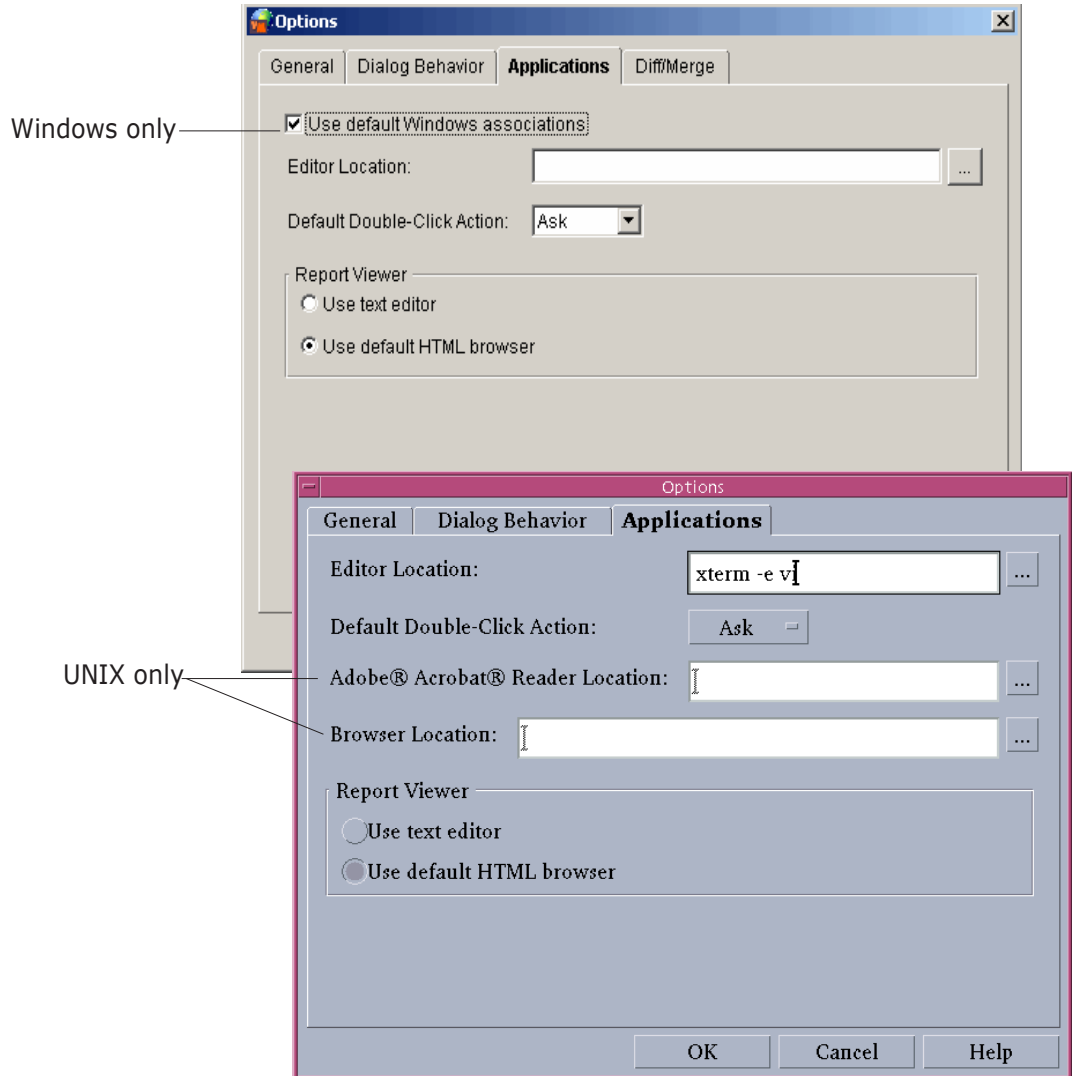 Options
General Dialog Behavior Applications Diff/Merge
Windows only
Use default Windows associations
Editor Location: ...
Default Double-Click Action: Ask
Report Viewer
Use text editor
Use default HTML browser
Options
General Dialog Behavior Applications
Editor Location: xterm -e vi ...
Default Double-Click Action: Ask
UNIX only
Adobe® Acrobat® Reader Location: ...
Browser Location: ...
Report Viewer
Use text editor
Use default HTML browser
OK Cancel Help